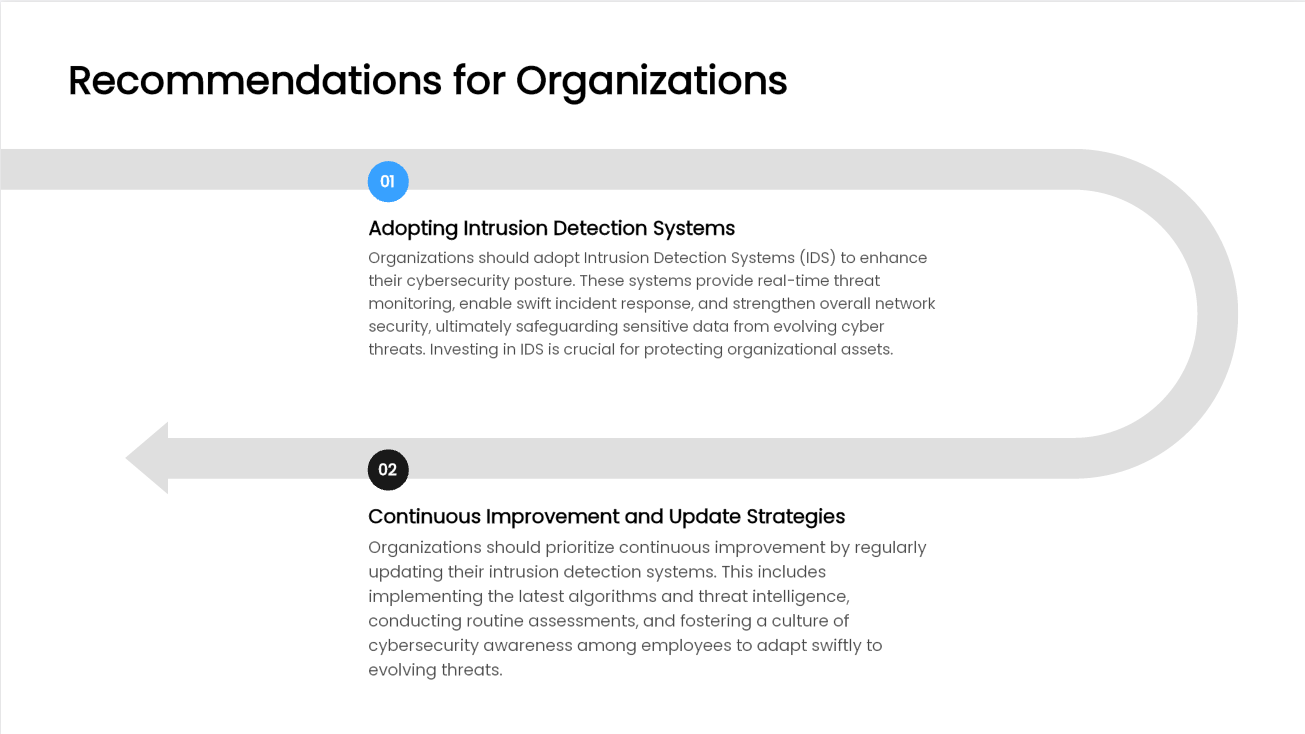 Recommendations for Organizations
01
Adopting Intrusion Detection Systems
Organizations should adopt Intrusion Detection Systems (IDS) to enhance
their cybersecurity posture. These systems provide real-time threat
monitoring, enable swift incident response, and strengthen overall network
security, ultimately safeguarding sensitive data from evolving cyber
threats. Investing in IDS is crucial for protecting organizational assets.
02
Continuous Improvement and Update Strategies
Organizations should prioritize continuous improvement by regularly
updating their intrusion detection systems. This includes
implementing the latest algorithms and threat intelligence,
conducting routine assessments, and fostering a culture of
cybersecurity awareness among employees to adapt swiftly to
evolving threats.